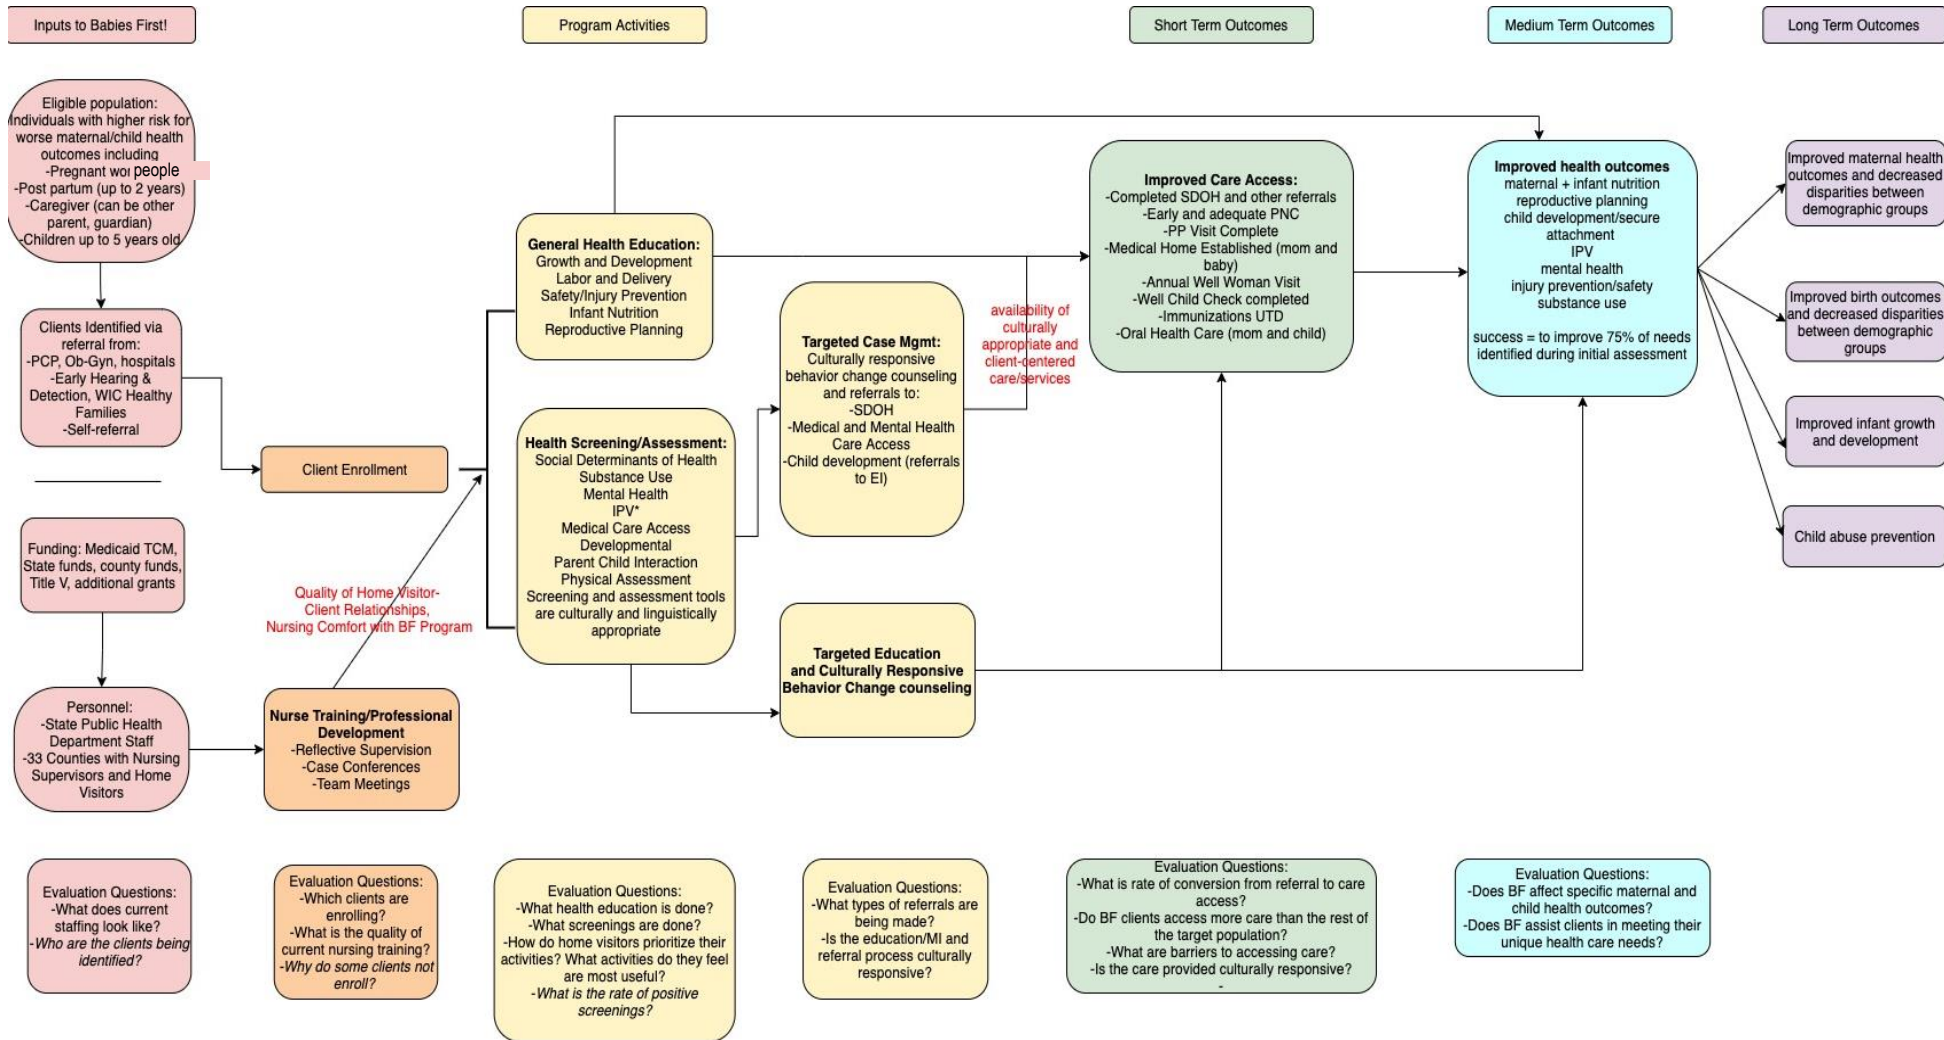 Inputs to Babies First!
Program Activities
Short Term Outcomes
Medium Term Outcomes
Long Term Outcomes
Eligible population:
Individuals with higher risk for
worse maternal/child health
outcomes including
-Pregnant wor people
-Post partum (up to 2 years)
-Caregiver (can be other
parent, guardian)
-Children up to 5 years old
Clients Identified via
referral from:
-PCP, Ob-Gyn, hospitals
-Early Hearing &
Detection, WIC Healthy
Families
-Self-referral
Funding: Medicaid TCM,
State funds, county funds,
Title V, additional grants
Personnel:
-State Public Health
Department Staff
-33 Counties with Nursing
Supervisors and Home
Visitors
Client Enrollment
Quality of Home Visitor-
Client Relationships,
Nursing Comfort with BF Program
Nurse Training/Professional
Development
-Reflective Supervision
-Case Conferences
-Team Meetings
General Health Education:
Growth and Development
Labor and Delivery
Safety/Injury Prevention
Infant Nutrition
Reproductive Planning
Health Screening/Assessment:
Social Determinants of Health
Substance Use
Mental Health
IPV*
Medical Care Access
Developmental
Parent Child Interaction
Physical Assessment
Screening and assessment tools
are culturally and linguistically
appropriate
Targeted Case Mgmt:
Culturally responsive
behavior change counseling
and referrals to:
-SDOH
-Medical and Mental Health
Care Access
-Child development (referrals
to EI)
Targeted Education
and Culturally Responsive
Behavior Change counseling
availability of
culturally
appropriate and
client-centered
care/services
Improved Care Access:
-Completed SDOH and other referrals
-Early and adequate PNC
-PP Visit Complete
-Medical Home Established (mom and
baby)
-Annual Well Woman Visit
-Well Child Check completed
-Immunizations UTD
-Oral Health Care (mom and child)
Improved health outcomes
maternal + infant nutrition
reproductive planning
child development/secure
attachment
IPV
mental health
injury prevention/safety
substance use
success = to improve 75% of needs
identified during initial assessment
Improved maternal health
outcomes and decreased
disparities between
demographic groups
Improved birth outcomes
and decreased disparities
between demographic
groups
Improved infant growth
and development
Child abuse prevention
Evaluation Questions:
-What does current
staffing look like?
-Who are the clients being
identified?
Evaluation Questions:
-Which clients are
enrolling?
-What is the quality of
current nursing training?
-Why do some clients not
enroll?
Evaluation Questions:
-What health education is done?
-What screenings are done?
-How do home visitors prioritize their
activities? What activities do they feel
are most useful?
-What is the rate of positive
screenings?
Evaluation Questions:
-What types of referrals are
being made?
-Is the education/MI and
referral process culturally
responsive?
Evaluation Questions:
-What is rate of conversion from referral to care
access?
-Do BF clients access more care than the rest of
the target population?
-What are barriers to accessing care?
-Is the care provided culturally responsive?
-
Evaluation Questions:
-Does BF affect specific maternal and
child health outcomes?
-Does BF assist clients in meeting their
unique health care needs?